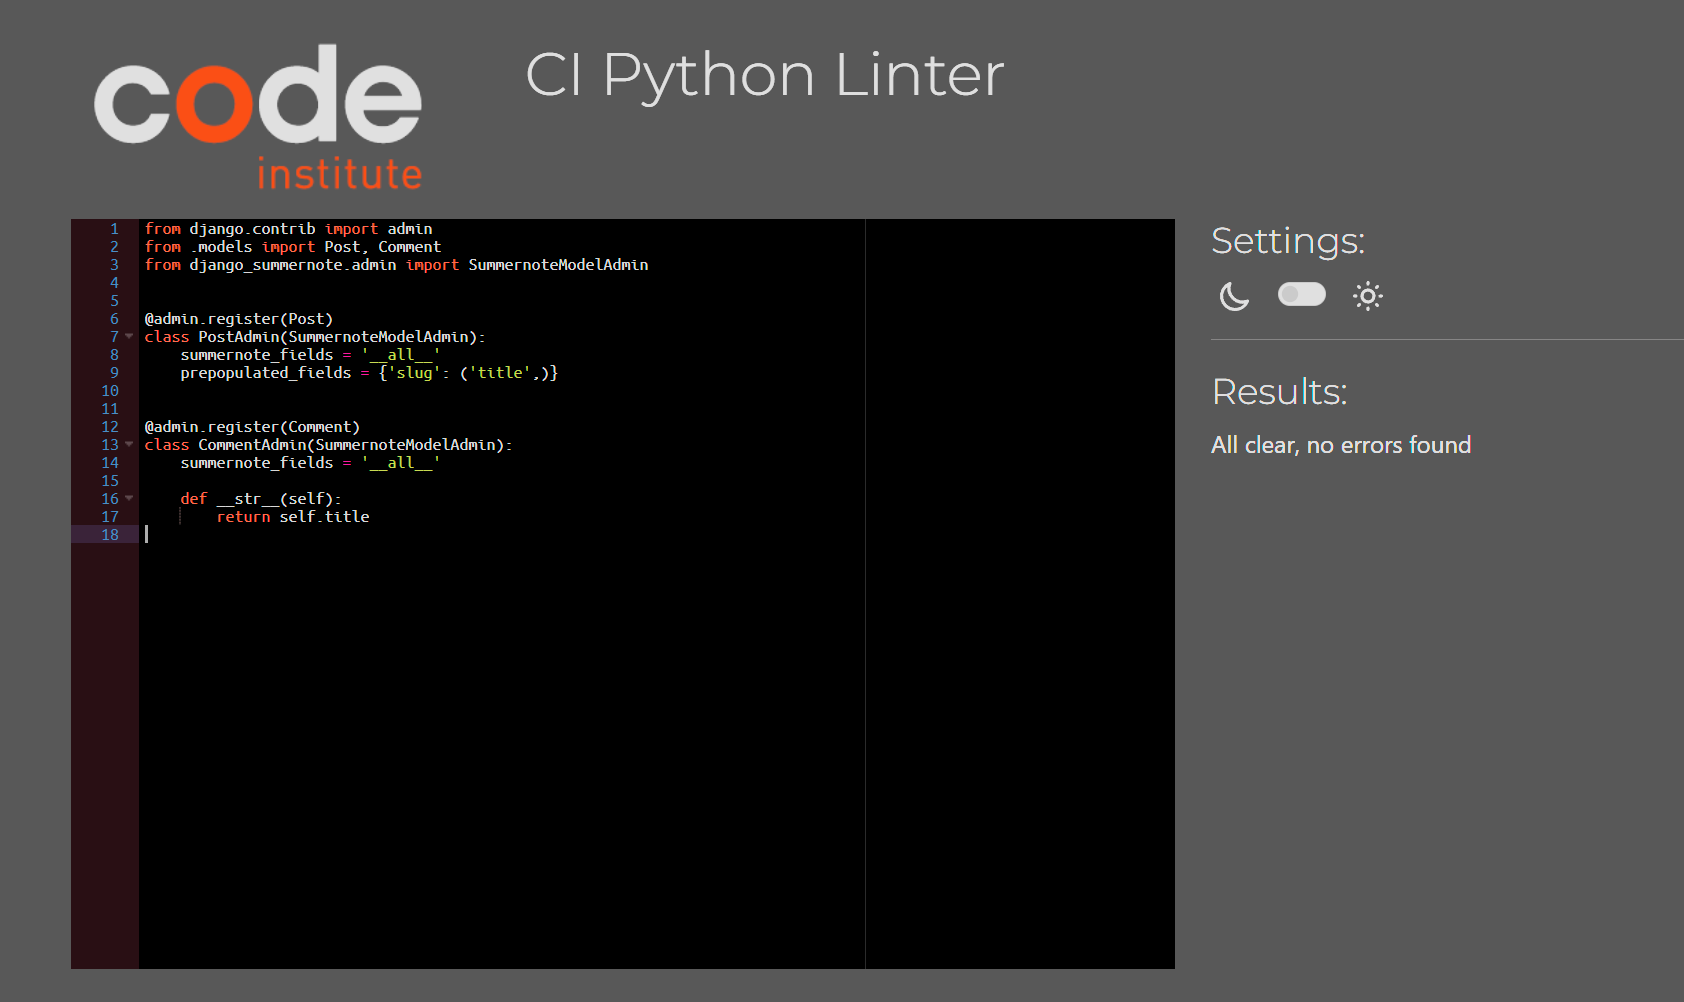 code
institute
CI Python Linter
1 from django.contrib import admin
2 from .models import Post, Comment
3 from django_summernote.admin import SummernoteModelAdmin
4
5
6 @admin.register(Post)
7 class PostAdmin(SummernoteModelAdmin):
8     summernote_fields = '__all__'
9     prepopulated_fields = {'slug': ('title',)}
10
11
12 @admin.register(Comment)
13 class CommentAdmin(SummernoteModelAdmin):
14     summernote_fields = '__all__'
15
16     def __str__(self):
17         return self.title
18
Settings:
Results:
All clear, no errors found